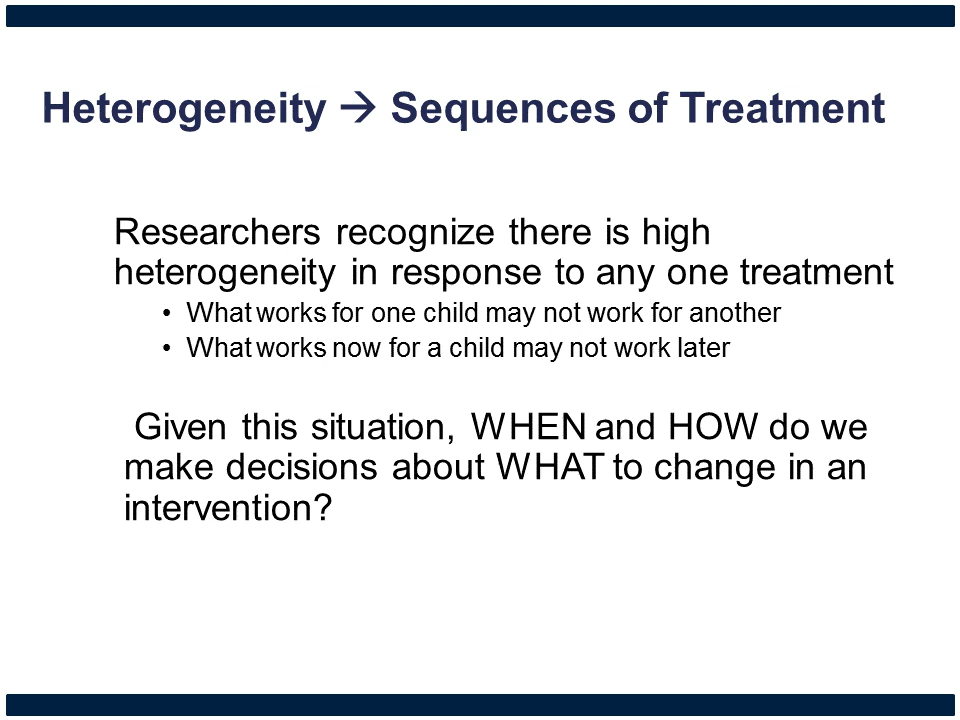 Heterogeneity → Sequences of Treatment
Researchers recognize there is high
heterogeneity in response to any one treatment
• What works for one child may not work for another
• What works now for a child may not work later
Given this situation, WHEN and HOW do we
make decisions about WHAT to change in an
intervention?